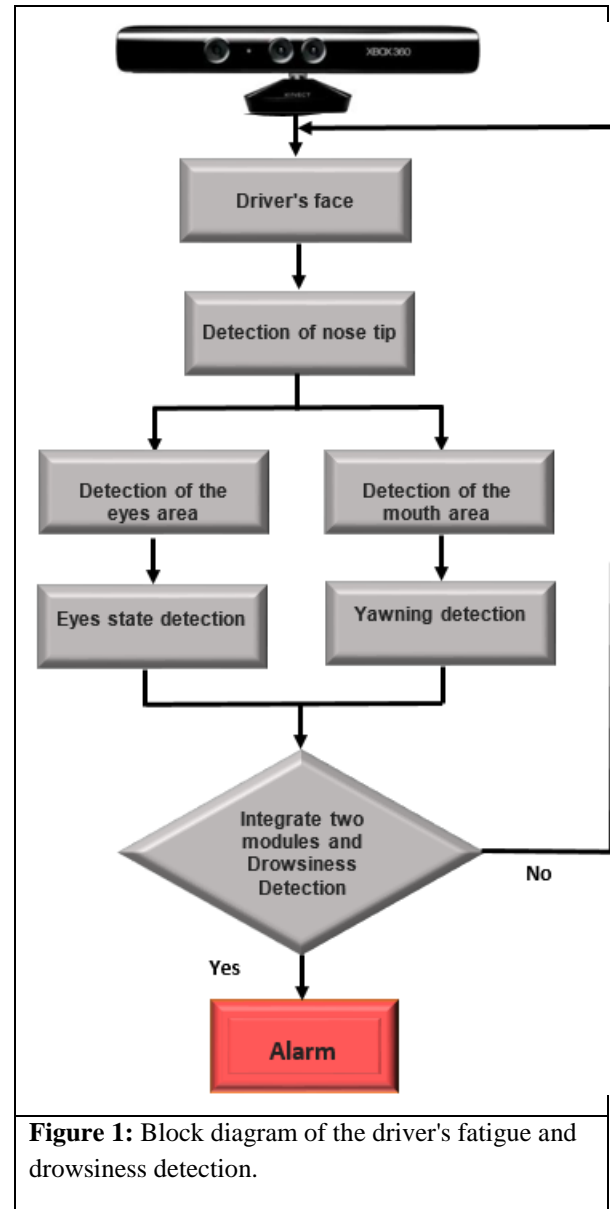 XBOX360
KINECT
Driver's face
Detection of nose tip
Detection of the
eyes area
Detection of the
mouth area
Eyes state detection
Yawning detection
Integrate two
modules and
Drowsiness
Detection
No
Yes
Alarm
Figure 1: Block diagram of the driver's fatigue and
drowsiness detection.